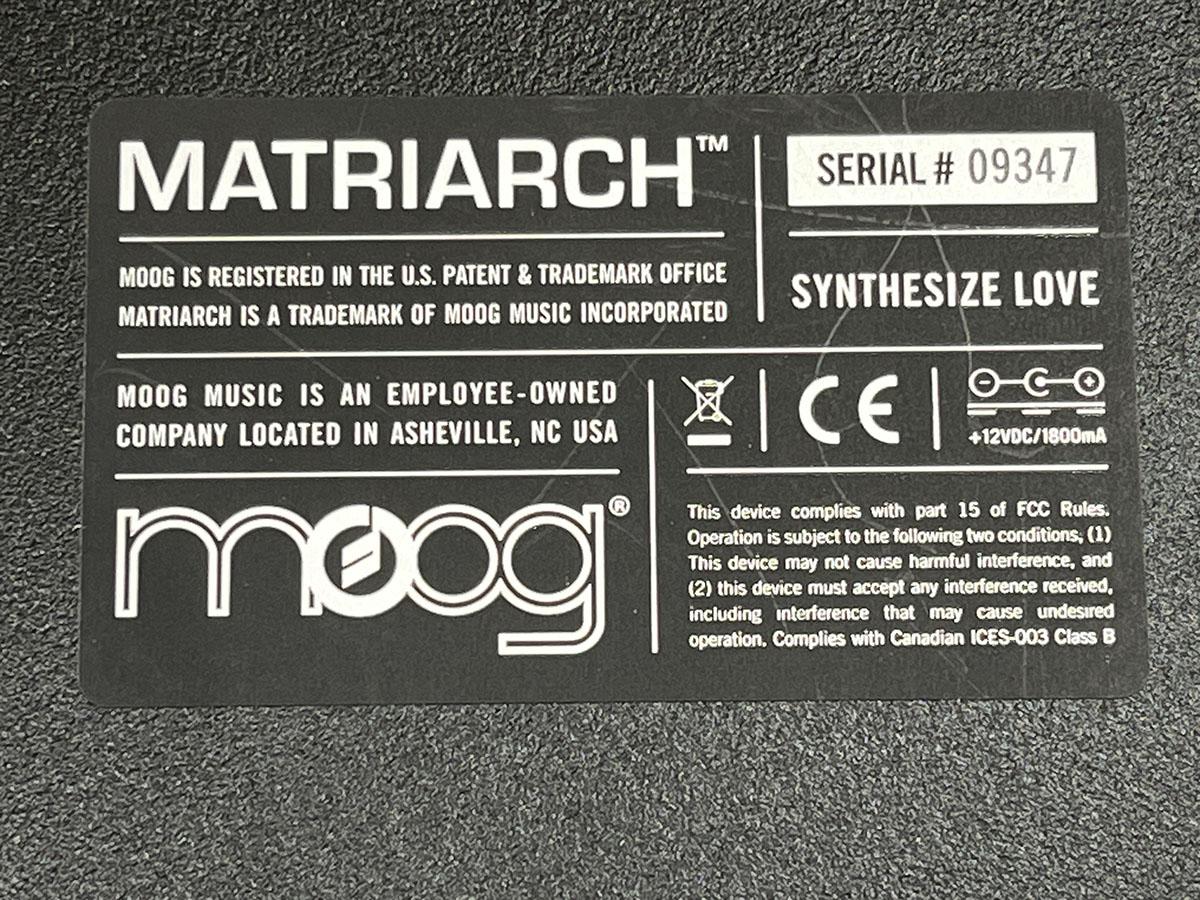 MATRIARCH™
SERIAL # 09347
MOOG IS REGISTERED IN THE U.S. PATENT & TRADEMARK OFFICE
MATRIARCH IS A TRADEMARK OF MOOG MUSIC INCORPORATED
SYNTHESIZE LOVE
MOOG MUSIC IS AN EMPLOYEE-OWNED
COMPANY LOCATED IN ASHEVILLE, NC USA
CE
+12VDC/1800mA
moog®
This device complies with part 15 of FCC Rules.
Operation is subject to the following two conditions, (1)
This device may not cause harmful interference, and
(2) this device must accept any interference received,
including interference that may cause undesired
operation. Complies with Canadian ICES-003 Class B